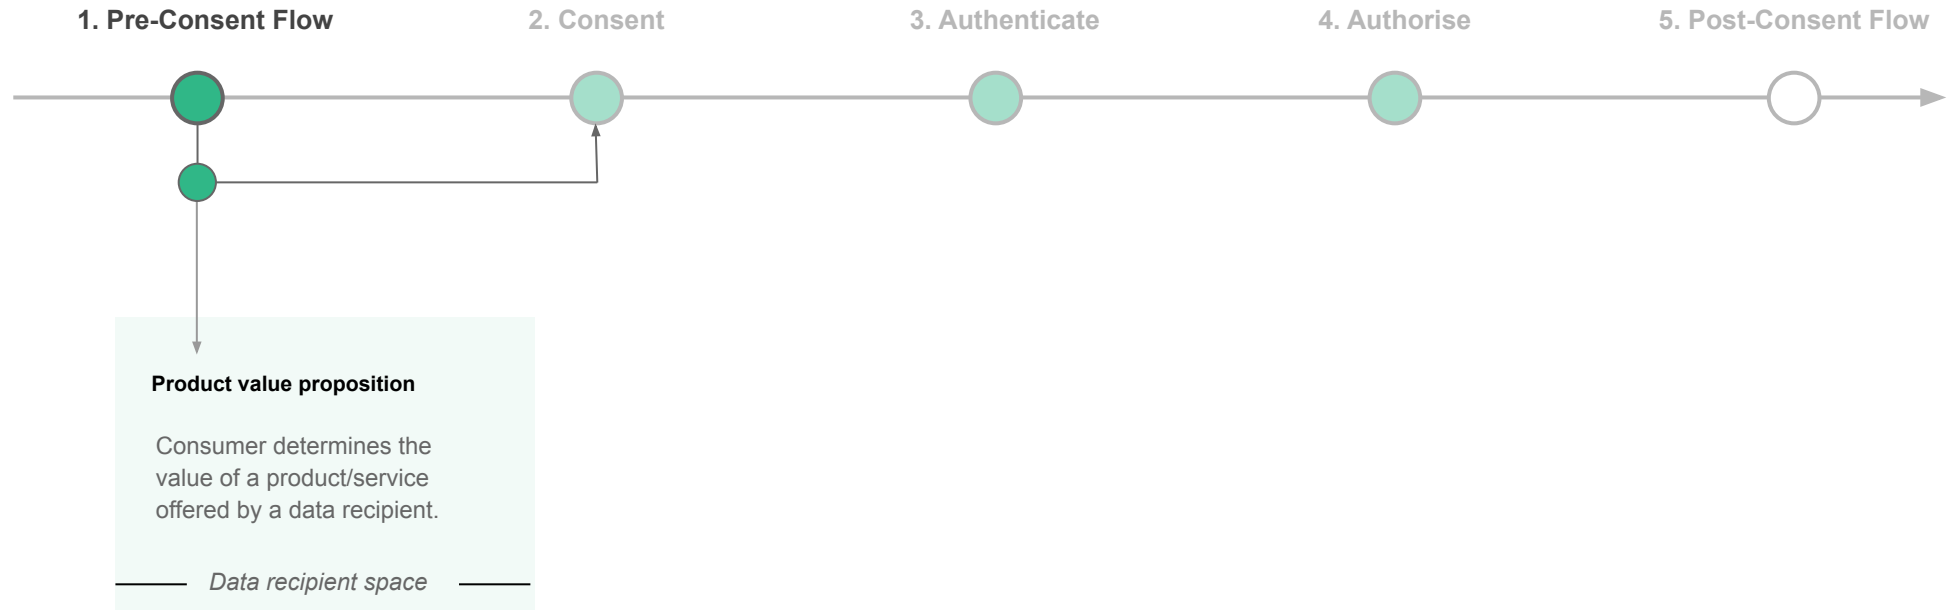 1. Pre-Consent Flow
2. Consent
3. Authenticate
4. Authorise
5. Post-Consent Flow
Product value proposition
Consumer determines the
value of a product/service
offered by a data recipient.
Data recipient space